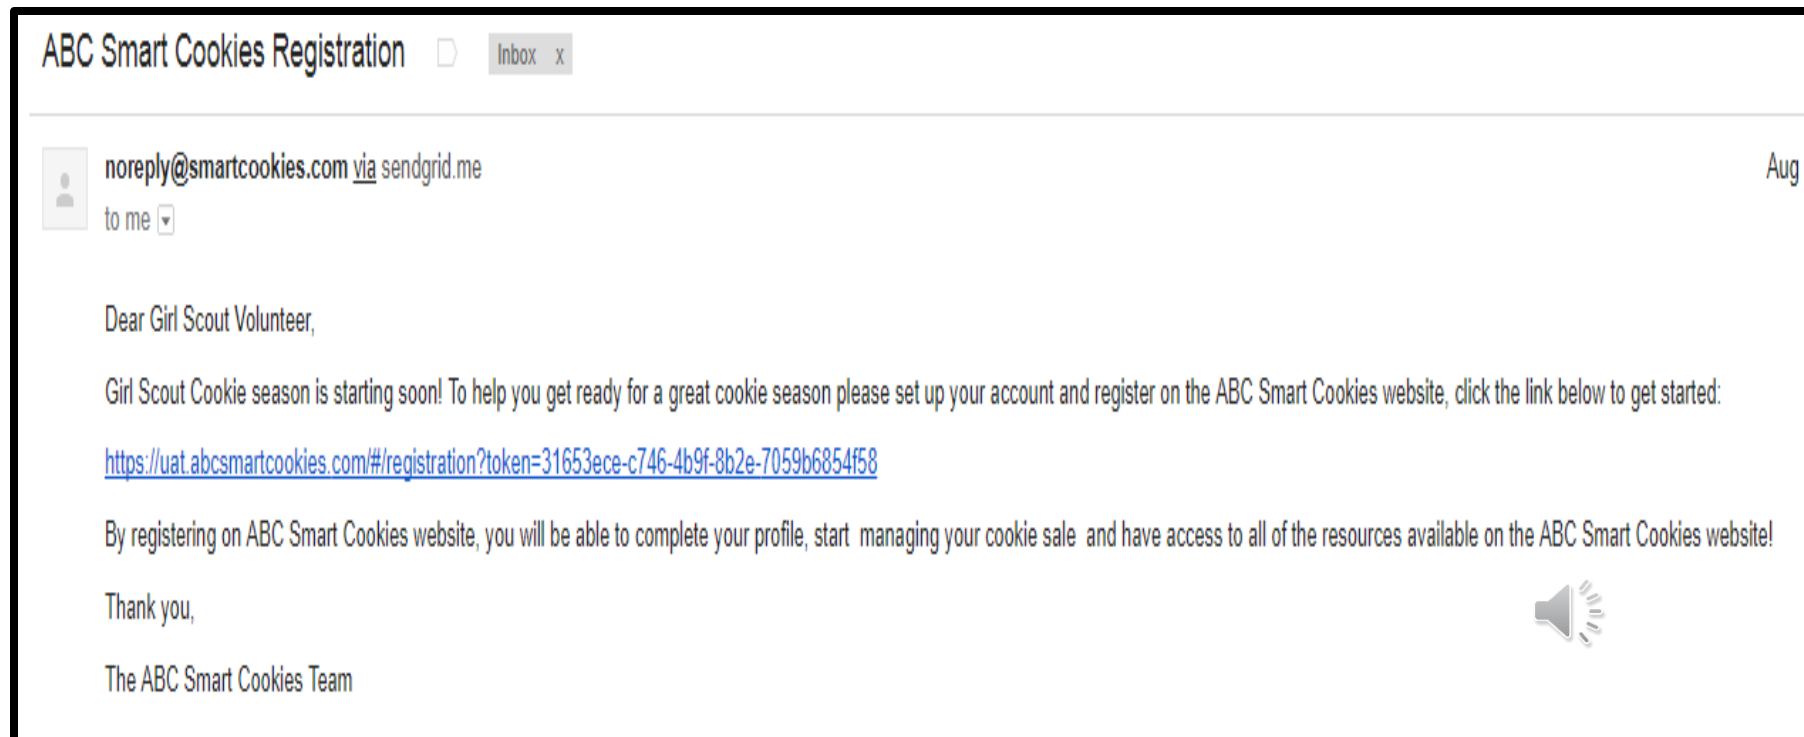 ABC Smart Cookies Registration Inbox x
noreply@smartcookies.com via sendgrid.me Aug
to me
Dear Girl Scout Volunteer,
Girl Scout Cookie season is starting soon! To help you get ready for a great cookie season please set up your account and register on the ABC Smart Cookies website, click the link below to get started:
https://uat.abcsmartcookies.com/#/registration?token=31653ece-c746-4b9f-8b2e-7059b6854f58
By registering on ABC Smart Cookies website, you will be able to complete your profile, start  managing your cookie sale  and have access to all of the resources available on the ABC Smart Cookies website!
Thank you,
The ABC Smart Cookies Team